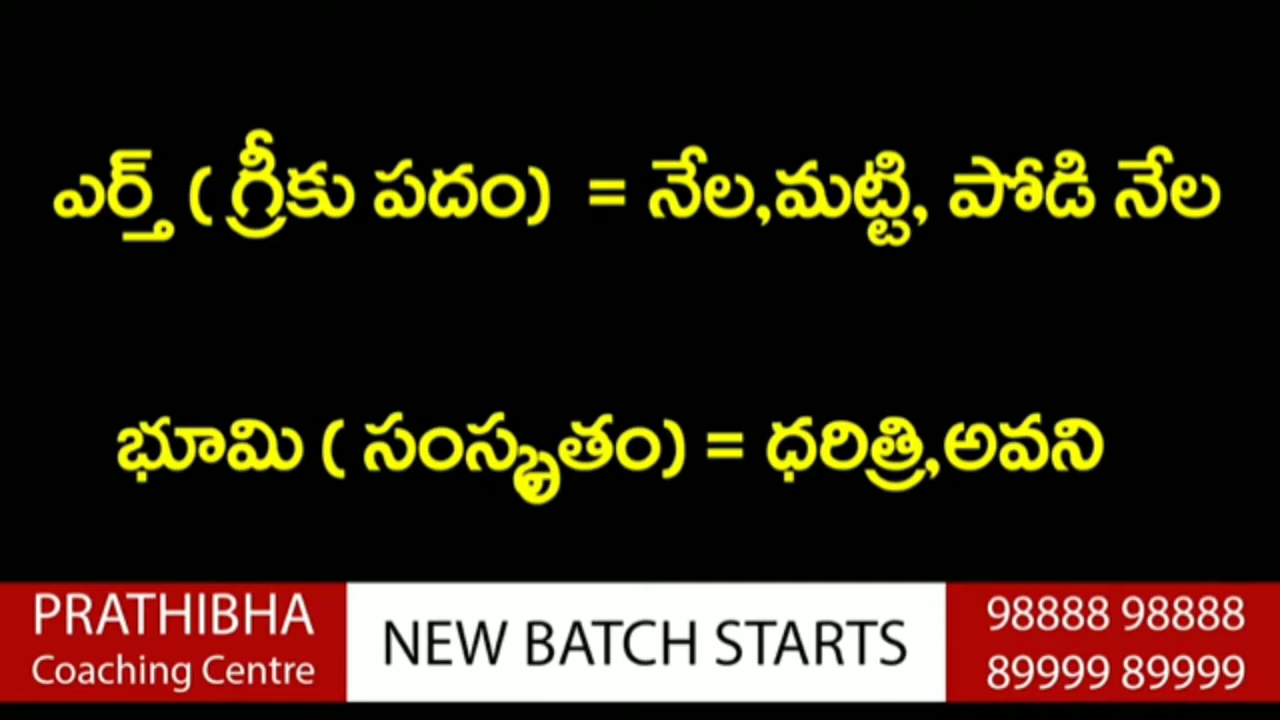 ఎర్త్ ( గ్రీకు పదం) = నేల,మట్టి, పోడి నేల
భూమి ( సంస్కృతం) = ధరిత్రి,అవని
PRATHIBHA
Coaching Centre
NEW BATCH STARTS
98888 98888
89999 89999